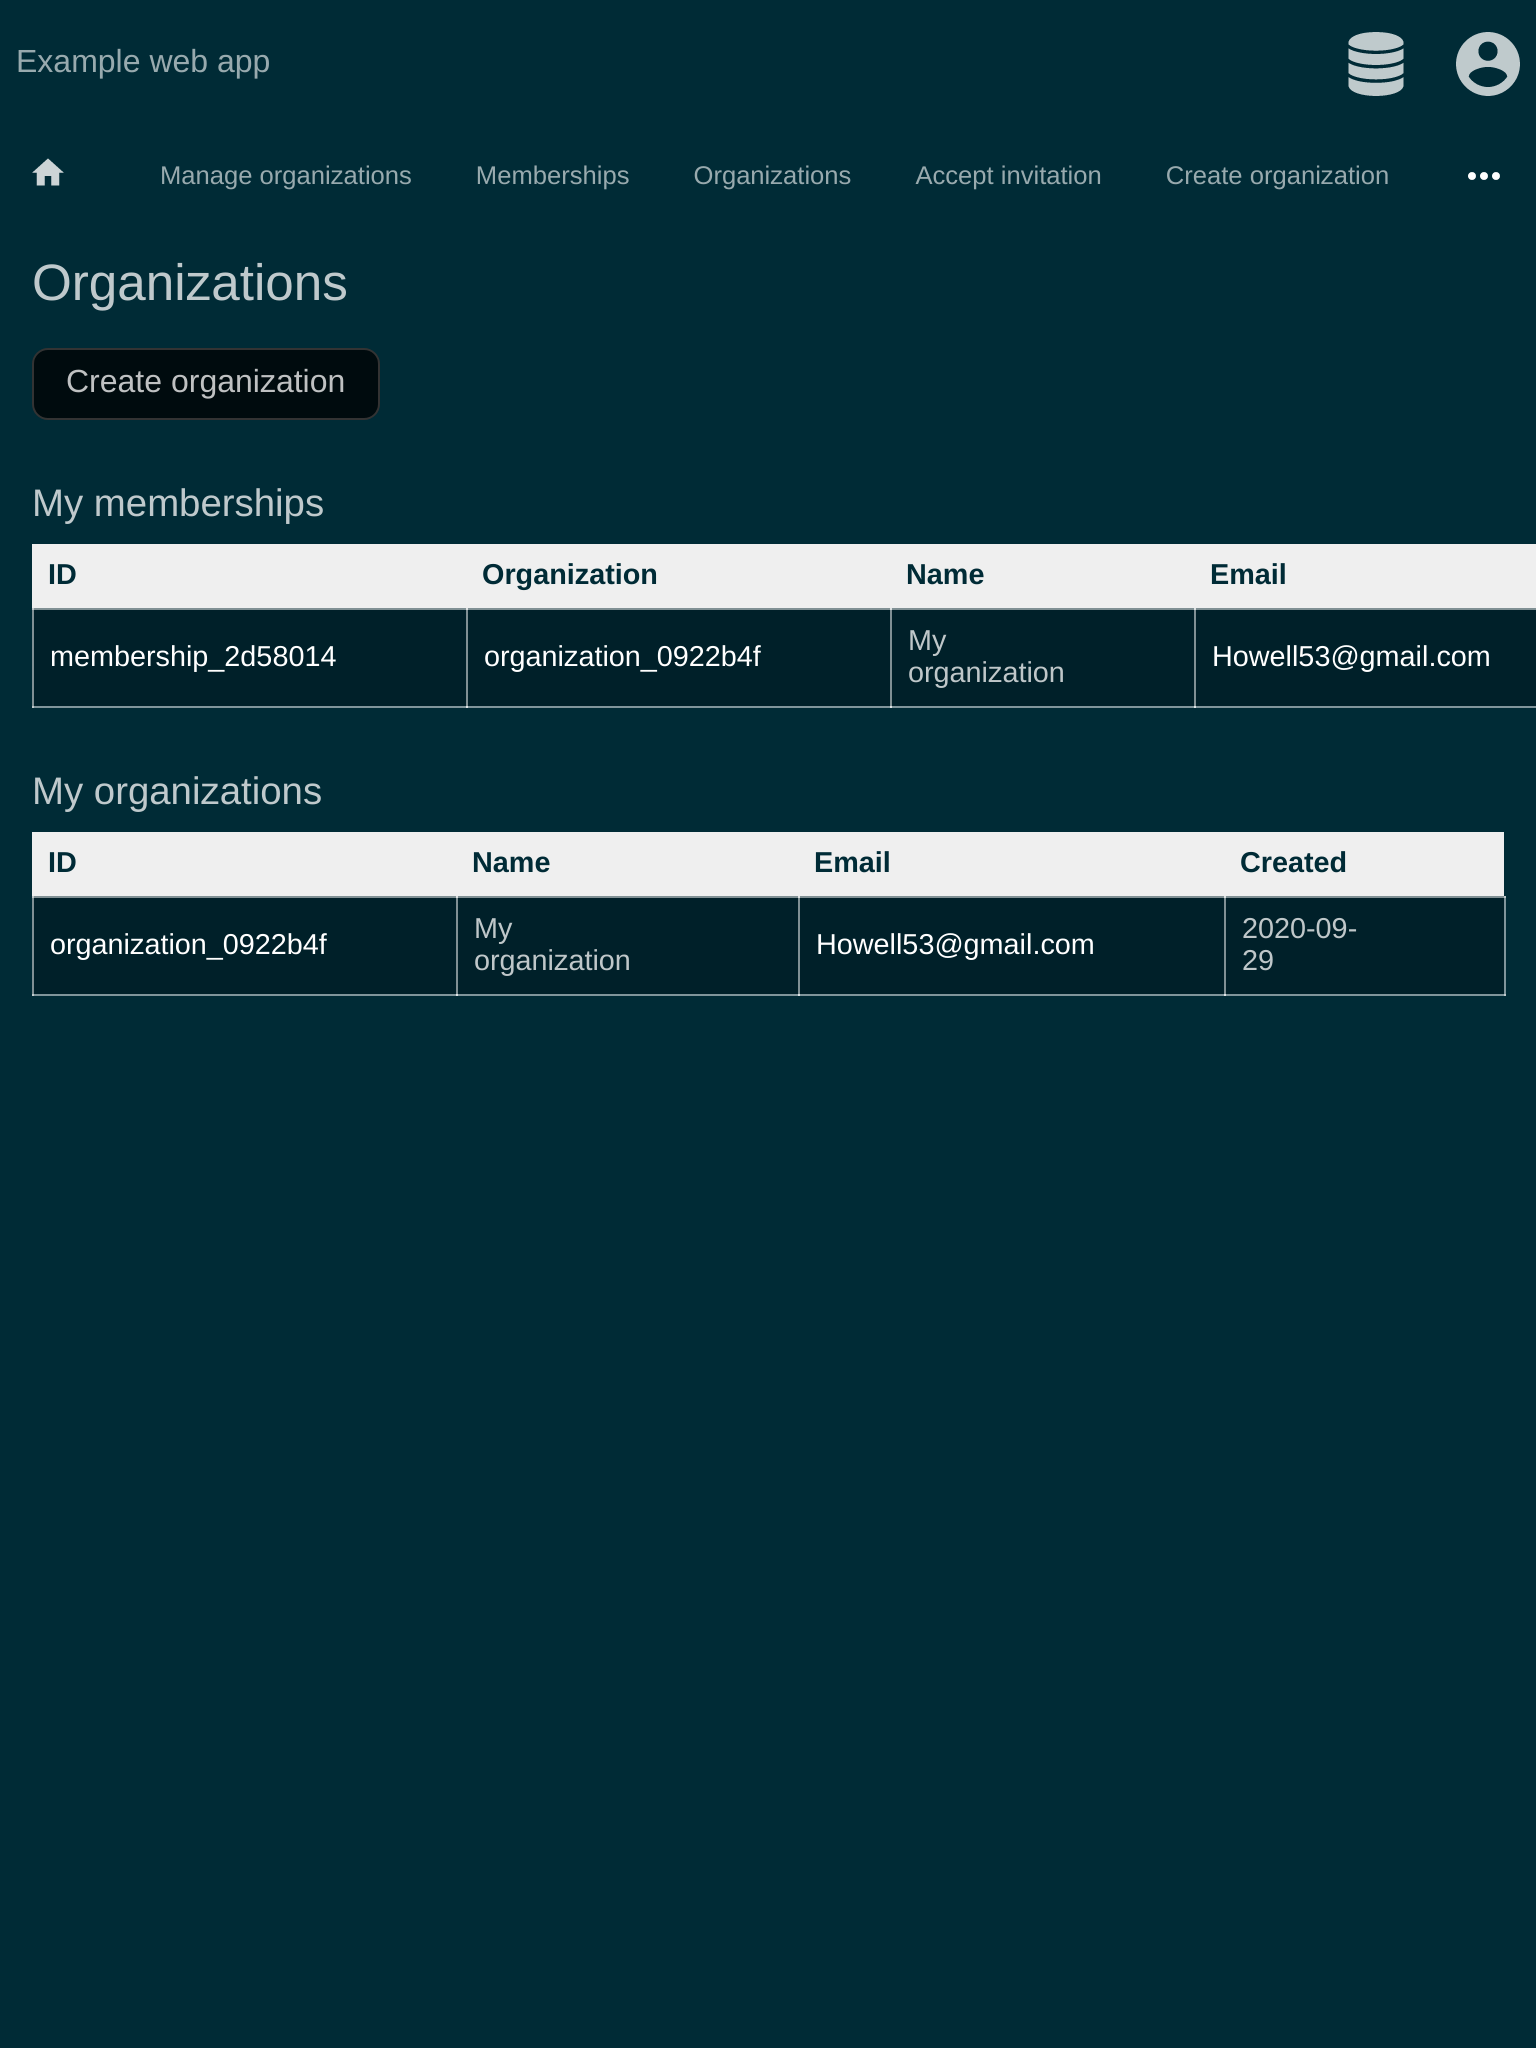 Example web app
Manage organizations Memberships Organizations Accept invitation Create organization
Organizations
Create organization
My memberships
ID Organization Name Email
membership_2d58014 organization_0922b4f My organization Howell53@gmail.com
My organizations
ID Name Email Created
organization_0922b4f My organization Howell53@gmail.com 2020-09-29